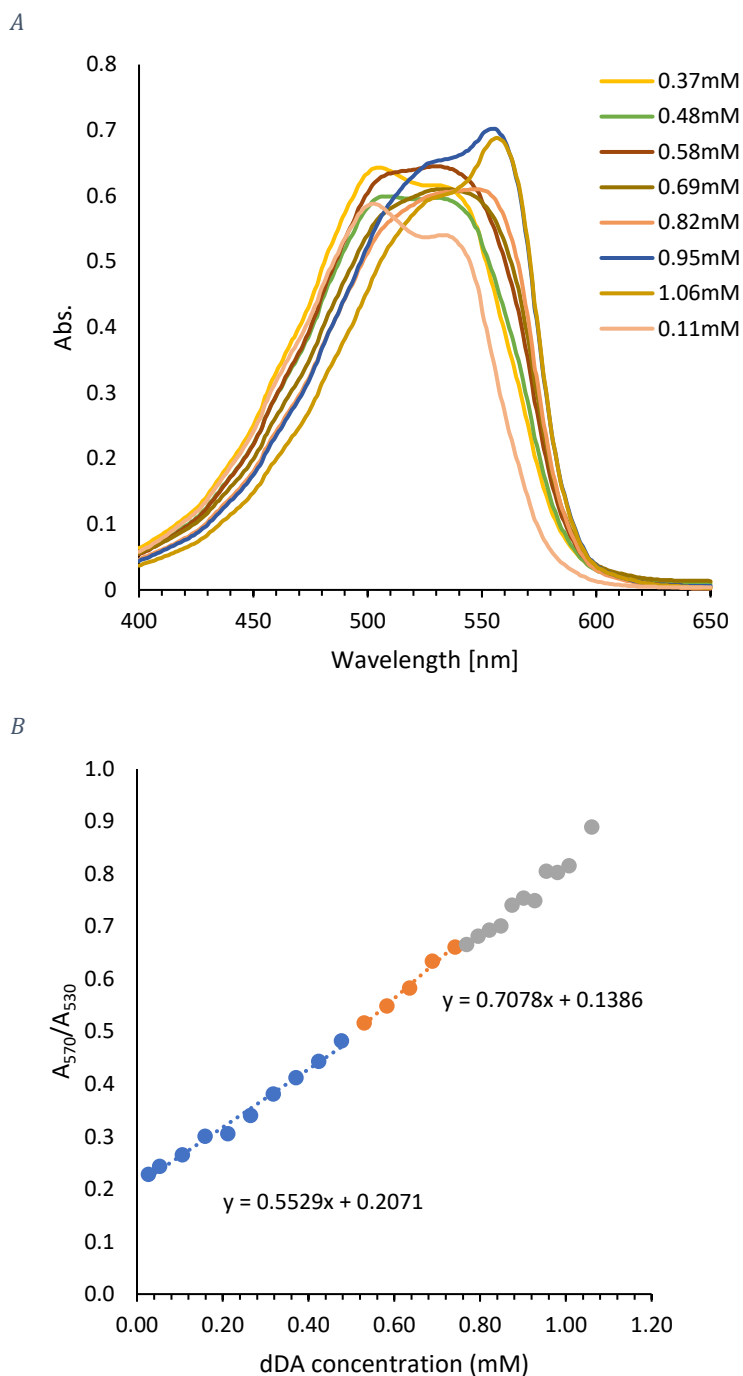 A
0.8
0.7
0.6
0.5
0.4
0.3
0.2
0.1
0
Abs.
400 450 500 550 600 650
Wavelength [nm]
0.37mM
0.48mM
0.58mM
0.69mM
0.82mM
0.95mM
1.06mM
0.11mM
B
1.0
0.9
0.8
0.7
0.6
0.5
0.4
0.3
0.2
0.1
0.0
A₅₇₀/A₅₃₀
y = 0.7078x + 0.1386
y = 0.5529x + 0.2071
0.00 0.20 0.40 0.60 0.80 1.00 1.20
dDA concentration (mM)